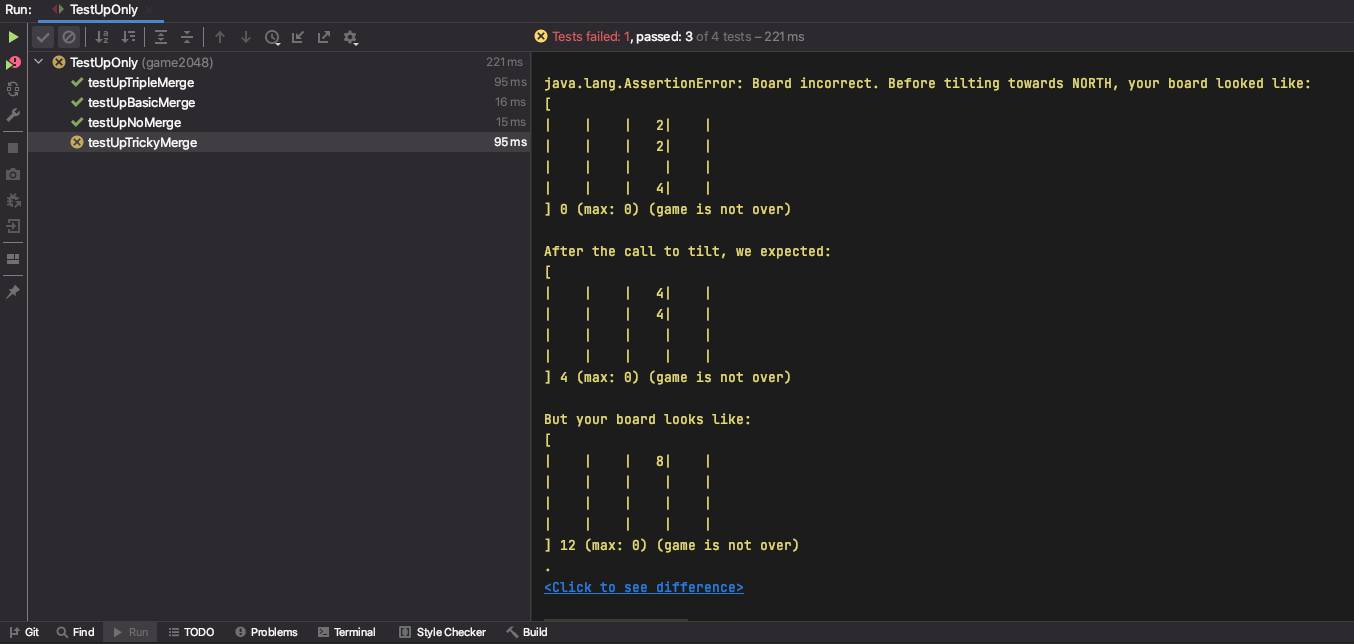 Run: TestUpOnly
Tests failed: 1, passed: 3 of 4 tests – 221 ms
TestUpOnly (game2048) 221 ms
testUpTripleMerge 95 ms
testUpBasicMerge 16 ms
testUpNoMerge 15 ms
testUpTrickyMerge 95 ms
java.lang.AssertionError: Board incorrect. Before tilting towards NORTH, your board looked like:
[
|    |    |   2|    |
|    |    |   2|    |
|    |    |    |    |
|    |    |   4|    |
] 0 (max: 0) (game is not over)
After the call to tilt, we expected:
[
|    |    |   4|    |
|    |    |   4|    |
|    |    |    |    |
|    |    |    |    |
] 4 (max: 0) (game is not over)
But your board looks like:
[
|    |    |   8|    |
|    |    |    |    |
|    |    |    |    |
|    |    |    |    |
] 12 (max: 0) (game is not over)
.
<Click to see difference>
Git Find Run TODO Problems Terminal Style Checker Build